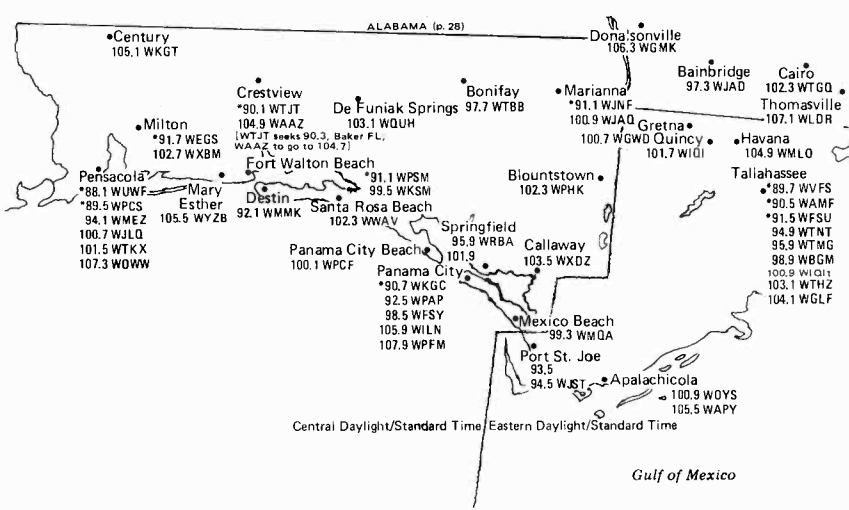 ALABAMA (p. 28)
Century
105.1 WKGT
Dona'sonville
106.3 WGMK
Bainbridge
97.3 WJAD
Cairo
102.3 WTGQ
Thomasville
107.1 WLDR
Crestview
*90.1 WTJT
104.9 WAAZ
[WTJT seeks 90.3, Baker FL;
WAAZ to go to 104.7]
De Funiak Springs
103.1 WQUH
Bonifay
97.7 WTBB
Marianna
*91.1 WJNF
100.9 WJAQ
Gretna
100.7 WGWD
Quincy
101.7 WIQI
Havana
104.9 WMLO
Milton
*91.7 WEGS
102.7 WXBM
Pensacola
*88.1 WUWF
*89.5 WPCS
94.1 WMEZ
100.7 WJLQ
101.5 WTKX
107.3 WOWW
Mary
Esther
105.5 WYZB
Fort Walton Beach
*91.1 WPSM
99.5 WKSM
Destin
92.1 WMMK
Santa Rosa Beach
102.3 WWAV
Blountstown
102.3 WPHK
Tallahassee
*89.7 WVFS
*90.5 WAMF
*91.5 WFSU
94.9 WTNT
95.9 WTMG
98.9 WBGM
100.9 WIQI†
103.1 WTHZ
104.1 WGLF
Springfield
95.9 WRBA
101.9
Callaway
103.5 WXDZ
Panama City Beach
100.1 WPCF
Panama City
*90.7 WKGC
92.5 WPAP
98.5 WFSY
105.9 WILN
107.9 WPFM
Mexico Beach
99.3 WMQA
Port St. Joe
93.5
94.5 WJST
Apalachicola
100.9 WOYS
105.5 WAPY
Central Daylight/Standard Time
Eastern Daylight/Standard Time
Gulf of Mexico